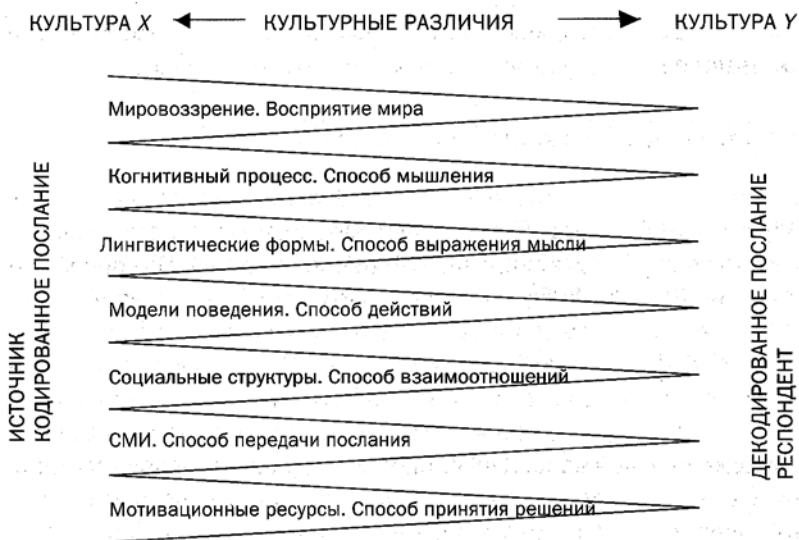 КУЛЬТУРА X ← КУЛЬТУРНЫЕ РАЗЛИЧИЯ → КУЛЬТУРА Y
ИСТОЧНИК
КОДИРОВАННОЕ ПОСЛАНИЕ
Мировоззрение. Восприятие мира
Когнитивный процесс. Способ мышления
Лингвистические формы. Способ выражения мысли
Модели поведения. Способ действий
Социальные структуры. Способ взаимоотношений
СМИ. Способ передачи послания
Мотивационные ресурсы. Способ принятия решений
ДЕКОДИРОВАННОЕ ПОСЛАНИЕ
РЕСПОНДЕНТ